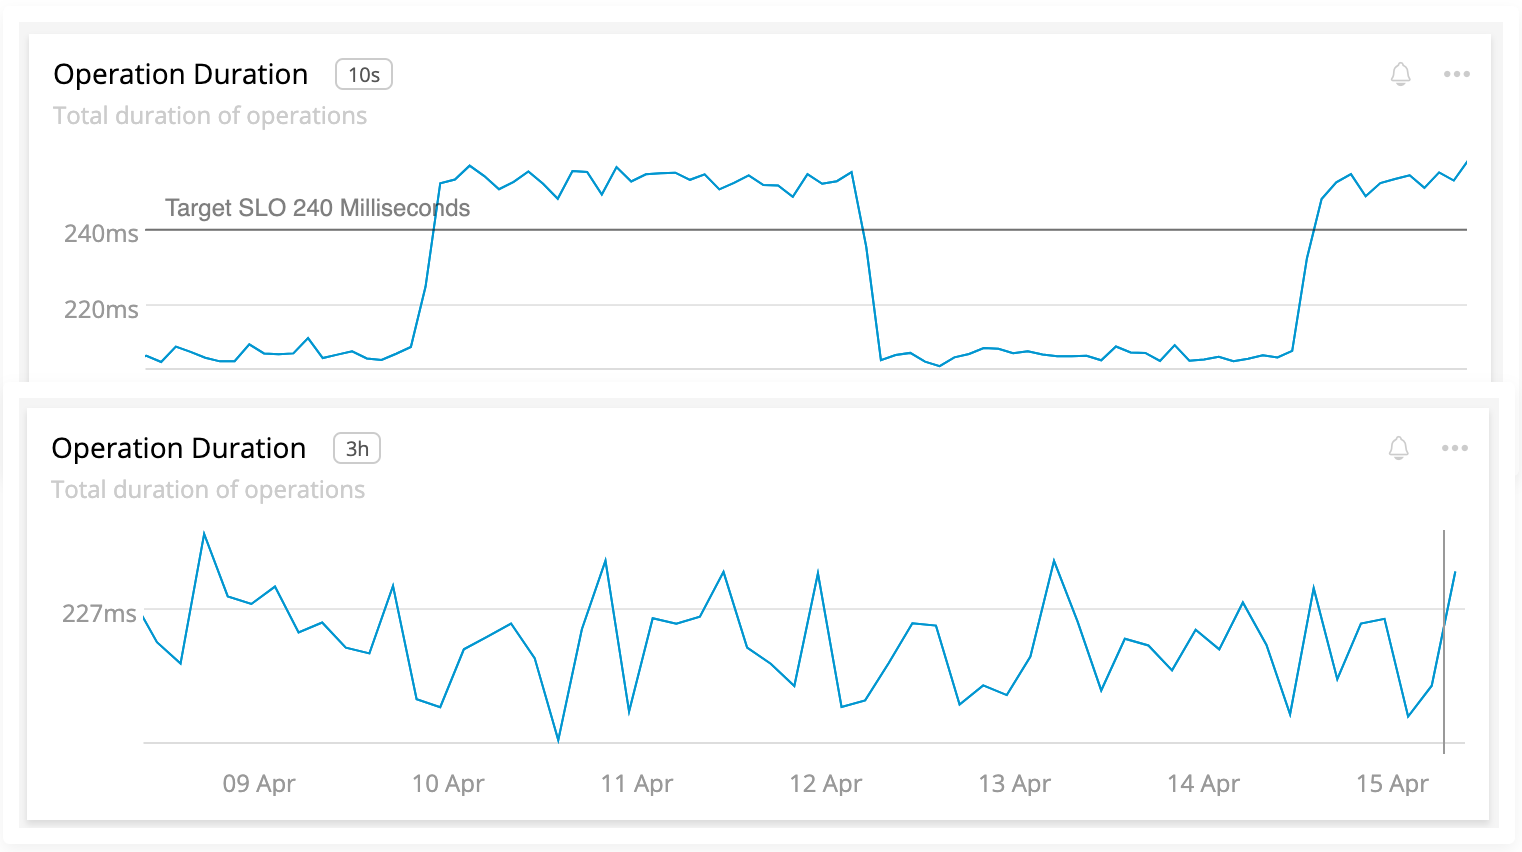 Operation Duration 10s
Total duration of operations
Target SLO 240 Milliseconds
240ms
220ms
Operation Duration 3h
Total duration of operations
227ms
09 Apr 10 Apr 11 Apr 12 Apr 13 Apr 14 Apr 15 Apr